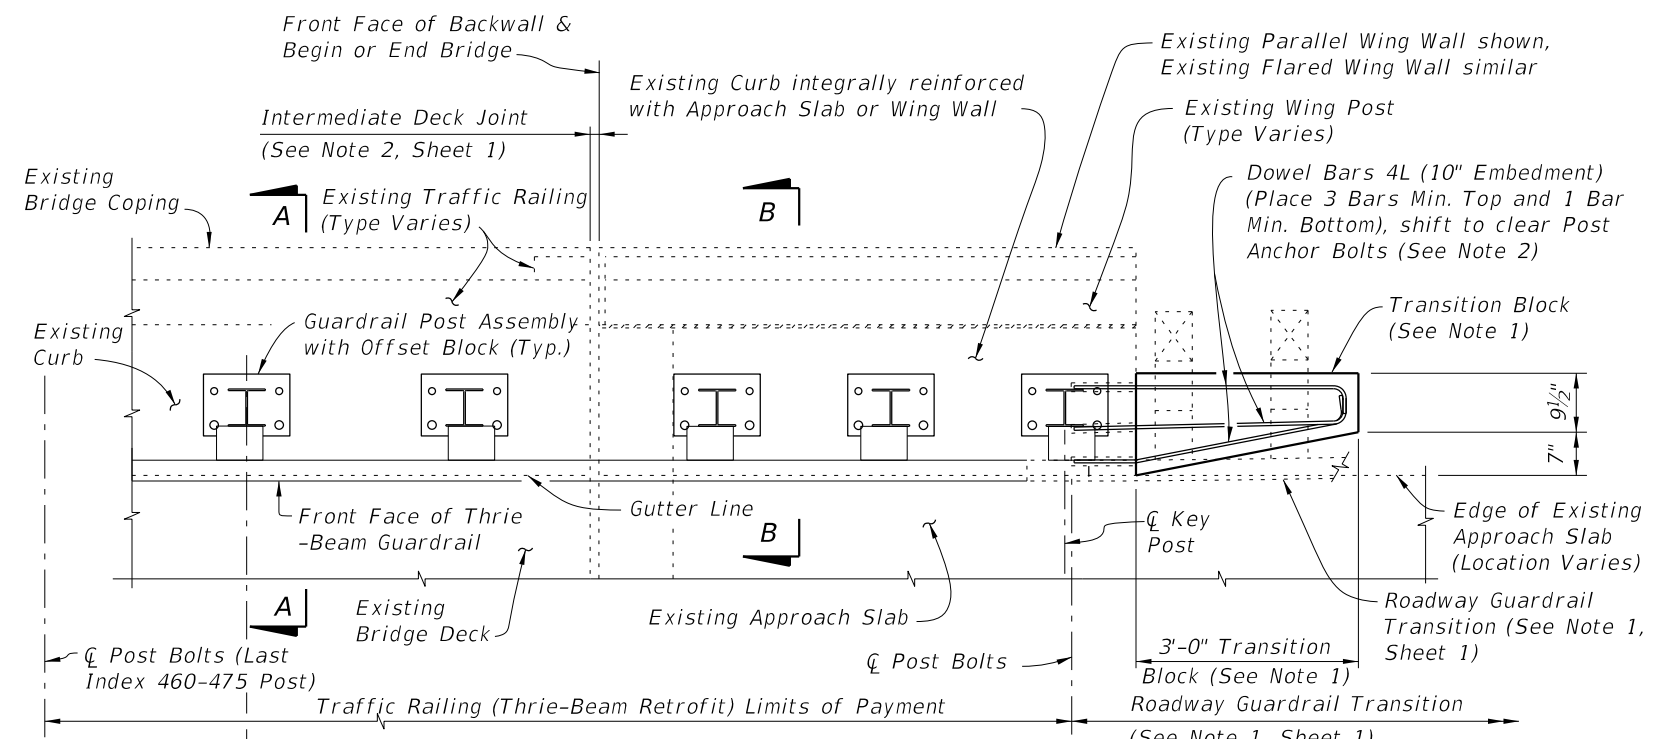 Front Face of Backwall &
Begin or End Bridge
Existing Parallel Wing Wall shown,
Existing Flared Wing Wall similar
Existing Curb integrally reinforced
with Approach Slab or Wing Wall
Existing Wing Post
(Type Varies)
Intermediate Deck Joint
(See Note 2, Sheet 1)
Dowel Bars 4L (10" Embedment)
(Place 3 Bars Min. Top and 1 Bar
Min. Bottom), shift to clear Post
Anchor Bolts (See Note 2)
Existing
Bridge Coping
A
Existing Traffic Railing
(Type Varies)
B
Transition Block
(See Note 1)
Existing
Curb
Guardrail Post Assembly
with Offset Block (Typ.)
9½"
7"
Front Face of Thrie
-Beam Guardrail
Gutter Line
B
℄ Key
Post
Edge of Existing
Approach Slab
(Location Varies)
A
Existing
Bridge Deck
Existing Approach Slab
Roadway Guardrail
Transition (See Note 1,
Sheet 1)
℄ Post Bolts (Last
Index 460-475 Post)
℄ Post Bolts
3'-0" Transition
Block (See Note 1)
Traffic Railing (Thrie-Beam Retrofit) Limits of Payment
Roadway Guardrail Transition
(See Note 1, Sheet 1)